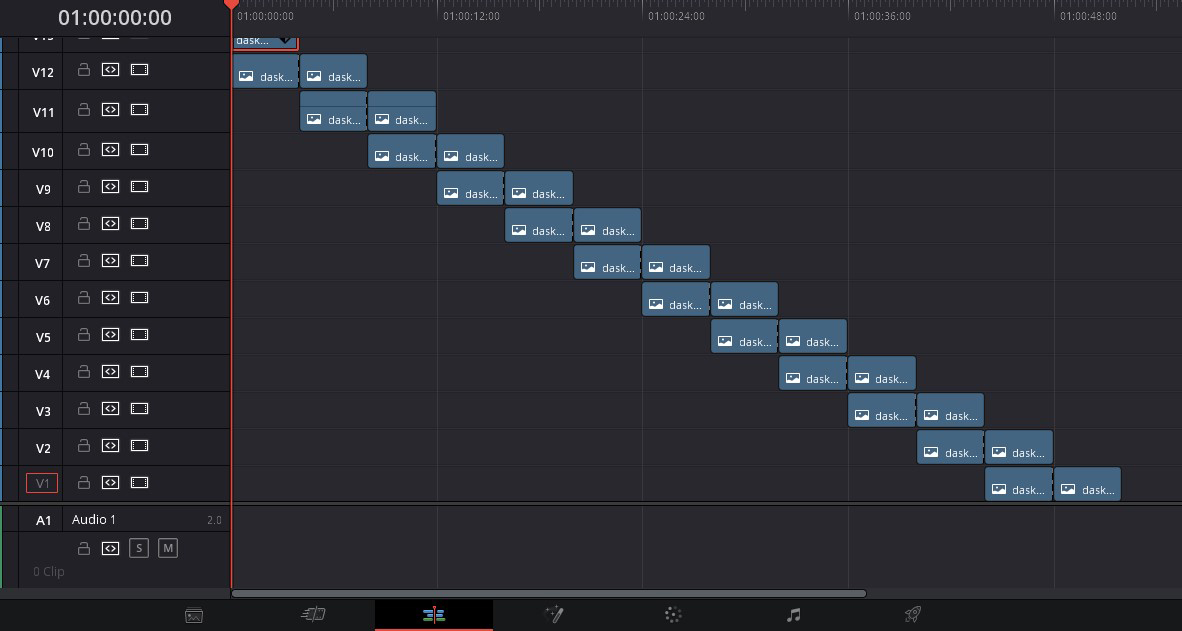 01:00:00:00
01:00:00:00 01:00:12:00 01:00:24:00 01:00:36:00 01:00:48:00
dask...
V12 dask... dask...
V11 dask... dask...
V10 dask... dask...
V9 dask... dask...
V8 dask... dask...
V7 dask... dask...
V6 dask... dask...
V5 dask... dask...
V4 dask... dask...
V3 dask... dask...
V2 dask... dask...
V1 dask... dask...
A1 Audio 1 2.0
S M
0 Clip